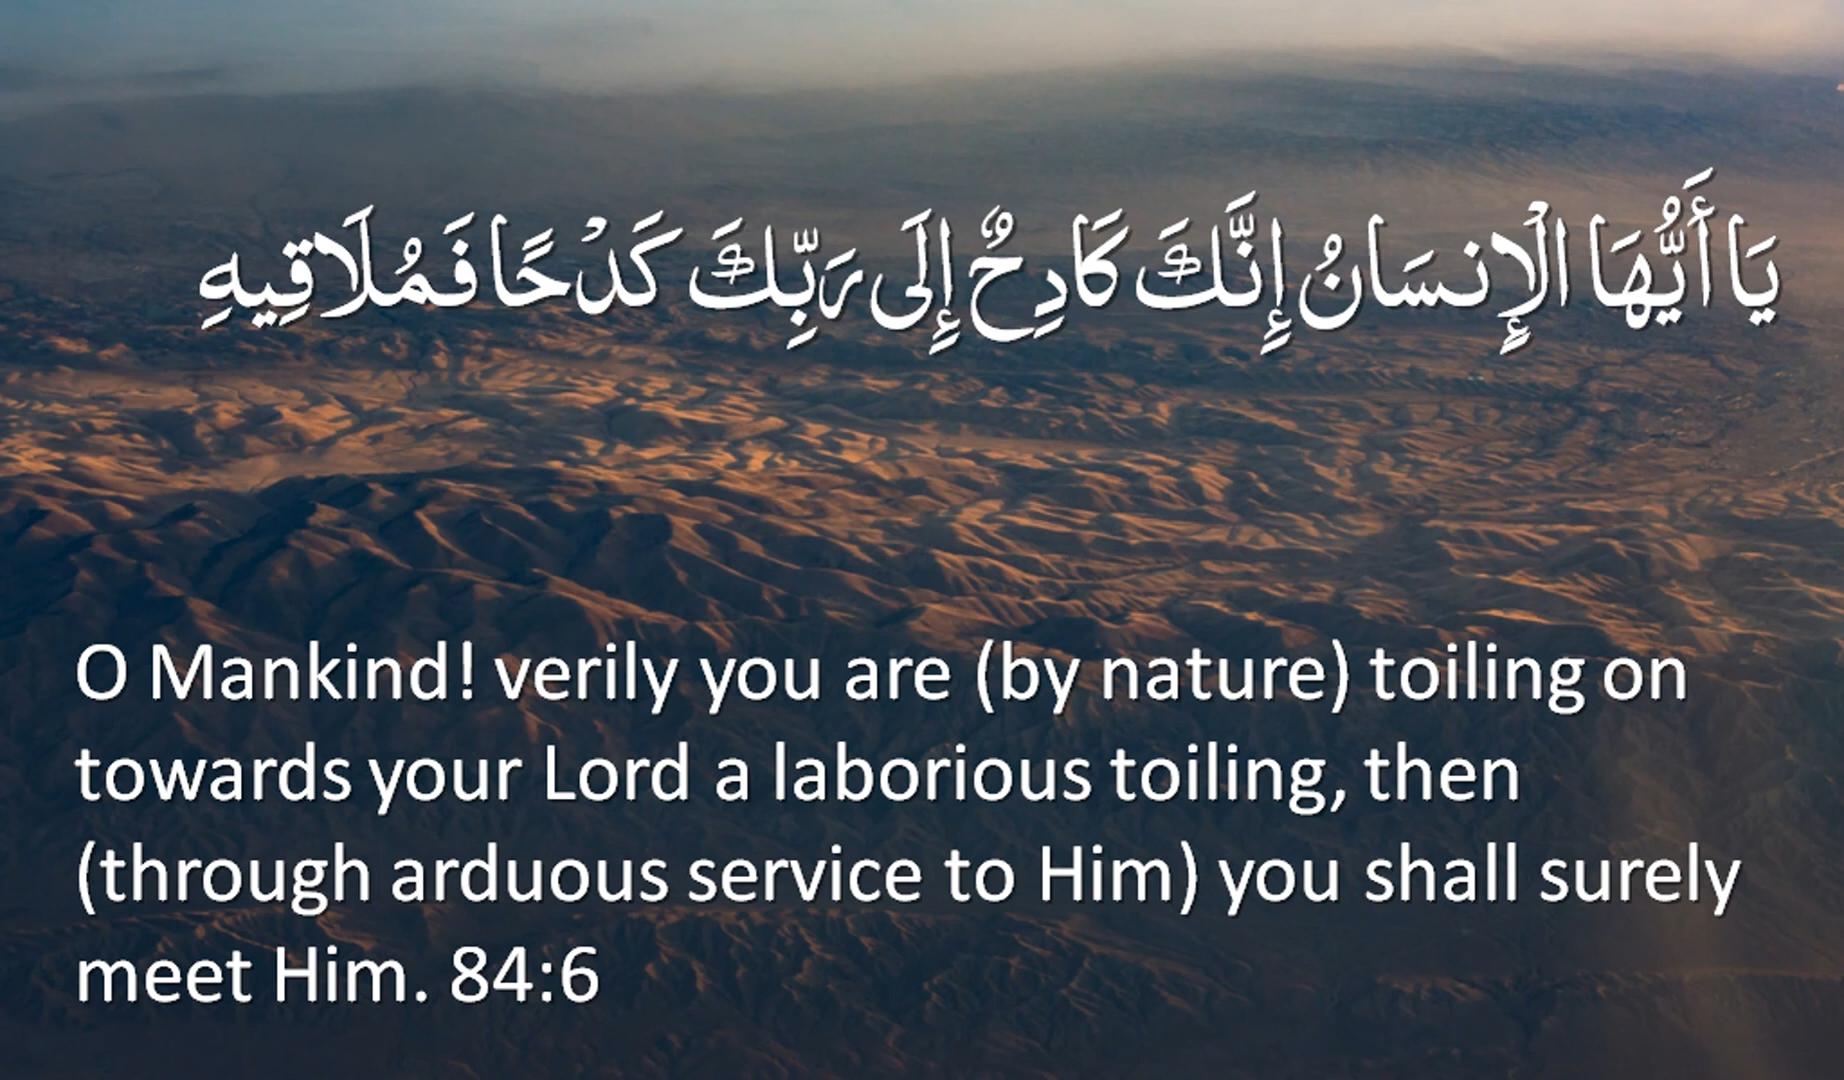 يَا أَيُّهَا الْإِنسَانُ إِنَّكَ كَادِحٌ إِلَى رَبِّكَ كَدْحًا فَمُلَاقِيهِ
O Mankind! verily you are (by nature) toiling on
towards your Lord a laborious toiling, then
(through arduous service to Him) you shall surely
meet Him. 84:6